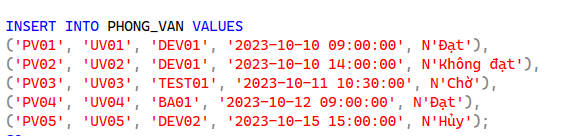 INSERT INTO PHONG_VAN VALUES
('PV01', 'UV01', 'DEV01', '2023-10-10 09:00:00', N'Đạt'),
('PV02', 'UV02', 'DEV01', '2023-10-10 14:00:00', N'Không đạt'),
('PV03', 'UV03', 'TEST01', '2023-10-11 10:30:00', N'Chờ'),
('PV04', 'UV04', 'BA01', '2023-10-12 09:00:00', N'Đạt'),
('PV05', 'UV05', 'DEV02', '2023-10-15 15:00:00', N'Hủy');